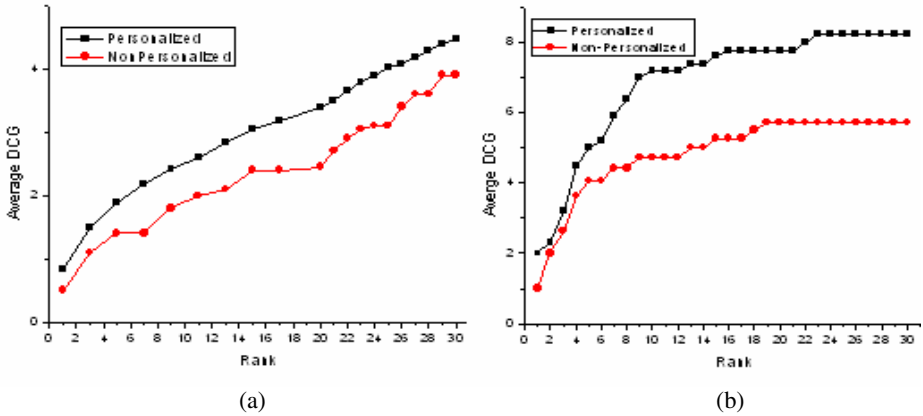 Personalized
NonPersonalized
Average DCG
4
2
0
0 2 4 6 8 10 12 14 16 18 20 22 24 26 28 30
Rank
(a)
Personalized
Non-Personalized
Averge DCG
8
6
4
2
0
0 2 4 6 8 10 12 14 16 18 20 22 24 26 28 30
Rank
(b)